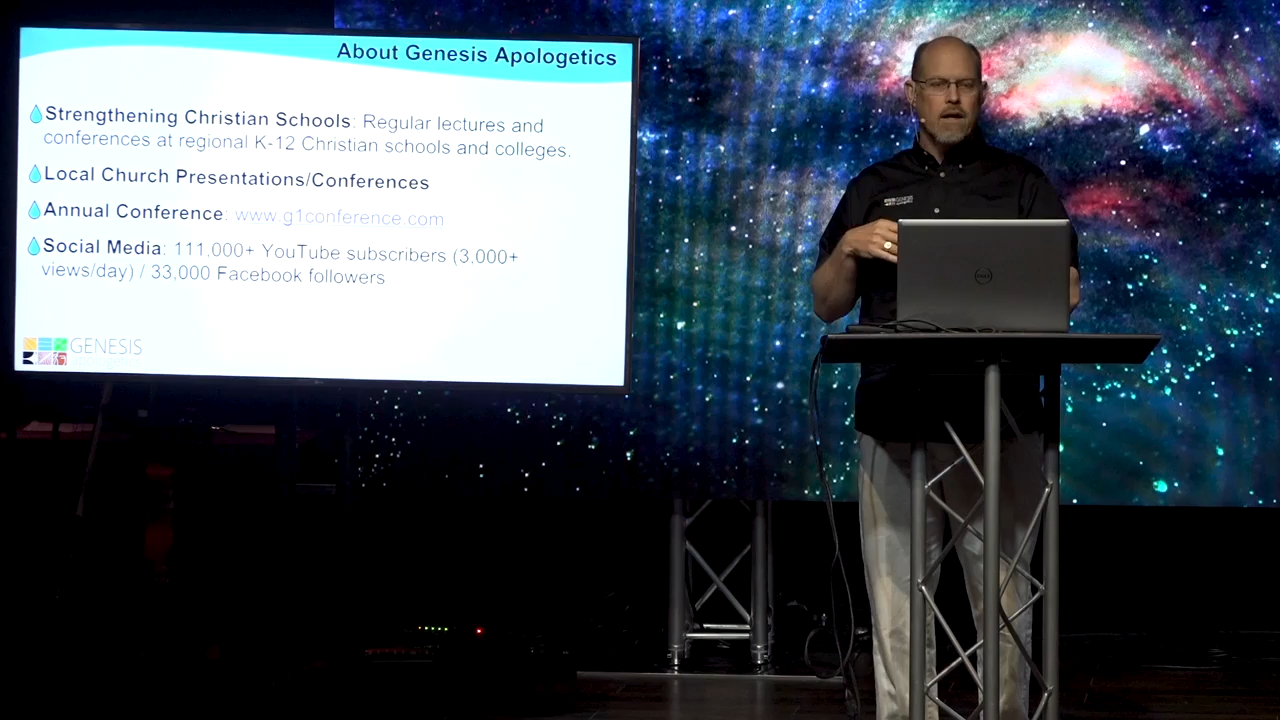 About Genesis Apologetics
Strengthening Christian Schools: Regular lectures and
conferences at regional K-12 Christian schools and colleges.
Local Church Presentations/Conferences
Annual Conference: www.g1conference.com
Social Media: 111,000+ YouTube subscribers (3,000+
views/day) / 33,000 Facebook followers
GENESIS
DELL